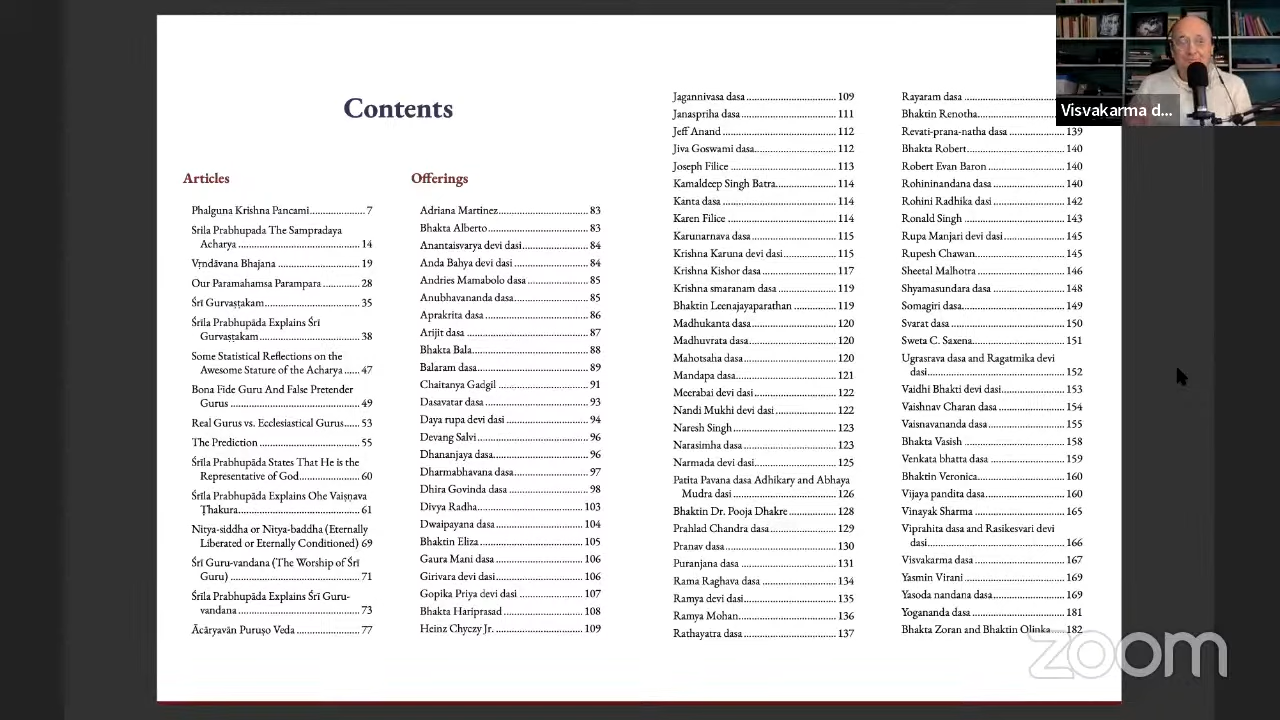 Contents
Articles
Phalguna Krishna Pancami.................... 7
Srila Prabhupada The Sampradaya
Acharya ........................................... 14
Vṛndāvana Bhajana ............................. 19
Our Paramahamsa Parampara ............. 28
Śrī Gurvaṣṭakam................................... 35
Śrīla Prabhupāda Explains Śrī
Gurvaṣṭakam.................................... 38
Some Statistical Reflections on the
Awesome Stature of the Acharya ...... 47
Bona Fide Guru And False Pretender
Gurus .............................................. 49
Real Gurus vs. Ecclesiastical Gurus...... 53
The Prediction ................................... 55
Śrīla Prabhupāda States That He is the
Representative of God..................... 60
Śrīla Prabhupāda Explains Ohe Vaiṣṇava
Ṭhakura........................................... 61
Nitya-siddha or Nitya-baddha (Eternally
Liberated or Eternally Conditioned) 69
Śrī Guru-vandana (The Worship of Śrī
Guru) .............................................. 71
Śrīla Prabhupāda Explains Śrī Guru-
vandana ........................................... 73
Ācāryavān Puruṣo Veda ...................... 77
Offerings
Adriana Martinez................................ 83
Bhakta Alberto................................... 83
Anantaisvarya devi dasi....................... 84
Anda Bahya devi dasi .......................... 84
Andries Mamabolo dasa ..................... 85
Anubhavananda dasa.......................... 85
Aprakrita dasa .................................... 86
Arijit dasa .......................................... 87
Bhakta Bala........................................ 88
Balaram dasa....................................... 89
Chaitanya Gadgil ............................... 91
Dasavatar dasa .................................... 93
Daya rupa devi dasi ............................ 94
Devang Salvi ...................................... 96
Dhananjaya dasa................................. 96
Dharmabhavana dasa.......................... 97
Dhira Govinda dasa ............................ 98
Divya Radha..................................... 103
Dwaipayana dasa .............................. 104
Bhaktin Eliza.................................... 105
Gaura Mani dasa .............................. 106
Girivara devi dasi.............................. 106
Gopika Priya devi dasi ...................... 107
Bhakta Hariprasad ........................... 108
Heinz Chyczy Jr. .............................. 109
Jagannivasa dasa ............................... 109
Janaspriha dasa ................................. 111
Jeff Anand ........................................ 112
Jiva Goswami dasa............................. 112
Joseph Filice ..................................... 113
Kamaldeep Singh Batra..................... 114
Kanta dasa ........................................ 114
Karen Filice ...................................... 114
Karunarnava dasa.............................. 115
Krishna Karuna devi dasi.................. 115
Krishna Kishor dasa.......................... 117
Krishna smaranam dasa .................... 119
Bhaktin Leenajayaparathan .............. 119
Madhukanta dasa.............................. 120
Madhuvrata dasa............................... 120
Mahotsaha dasa................................. 120
Mandapa dasa................................... 121
Meerabai devi dasi ............................ 122
Nandi Mukhi devi dasi ..................... 122
Naresh Singh.................................... 123
Narasimha dasa ................................ 123
Narmada devi dasi............................. 125
Patita Pavana dasa Adhikary and Abhaya
Mudra dasi ..................................... 126
Bhaktin Dr. Pooja Dhakre ................ 128
Prahlad Chandra dasa....................... 129
Pranav dasa ...................................... 130
Puranjana dasa ................................. 131
Rama Raghava dasa .......................... 134
Ramya devi dasi................................ 135
Ramya Mohan.................................. 136
Rathayatra dasa ................................ 137
Rayaram dasa ....................
Bhaktin Renotha....................
Revati-prana-natha dasa ................... 139
Bhakta Robert.................................. 140
Robert Evan Baron ........................... 140
Rohininandana dasa ......................... 140
Rohini Radhika dasi ......................... 142
Ronald Singh ................................... 143
Rupa Manjari devi dasi..................... 145
Rupesh Chawan................................ 145
Sheetal Malhotra .............................. 146
Shyamasundara dasa ......................... 148
Somagiri dasa.................................... 149
Svarat dasa ....................................... 150
Sweta C. Saxena................................ 151
Ugrasrava dasa and Ragatmika devi
dasi................................................. 152
Vaidhi Bhakti devi dasi..................... 153
Vaishnav Charan dasa ...................... 154
Vaisnavananda dasa.......................... 155
Bhakta Vasish ................................... 158
Venkata bhatta dasa .......................... 159
Bhaktin Veronica.............................. 160
Vijaya pandita dasa........................... 160
Vinayak Sharma ............................... 165
Viprahita dasa and Rasikesvari devi
dasi................................................. 166
Visvakarma dasa ............................... 167
Yasmin Virani ................................... 169
Yasoda nandana dasa......................... 169
Yogananda dasa ................................ 181
Bhakta Zoran and Bhaktin Olinka..... 182
Visvakarma d...
zoom